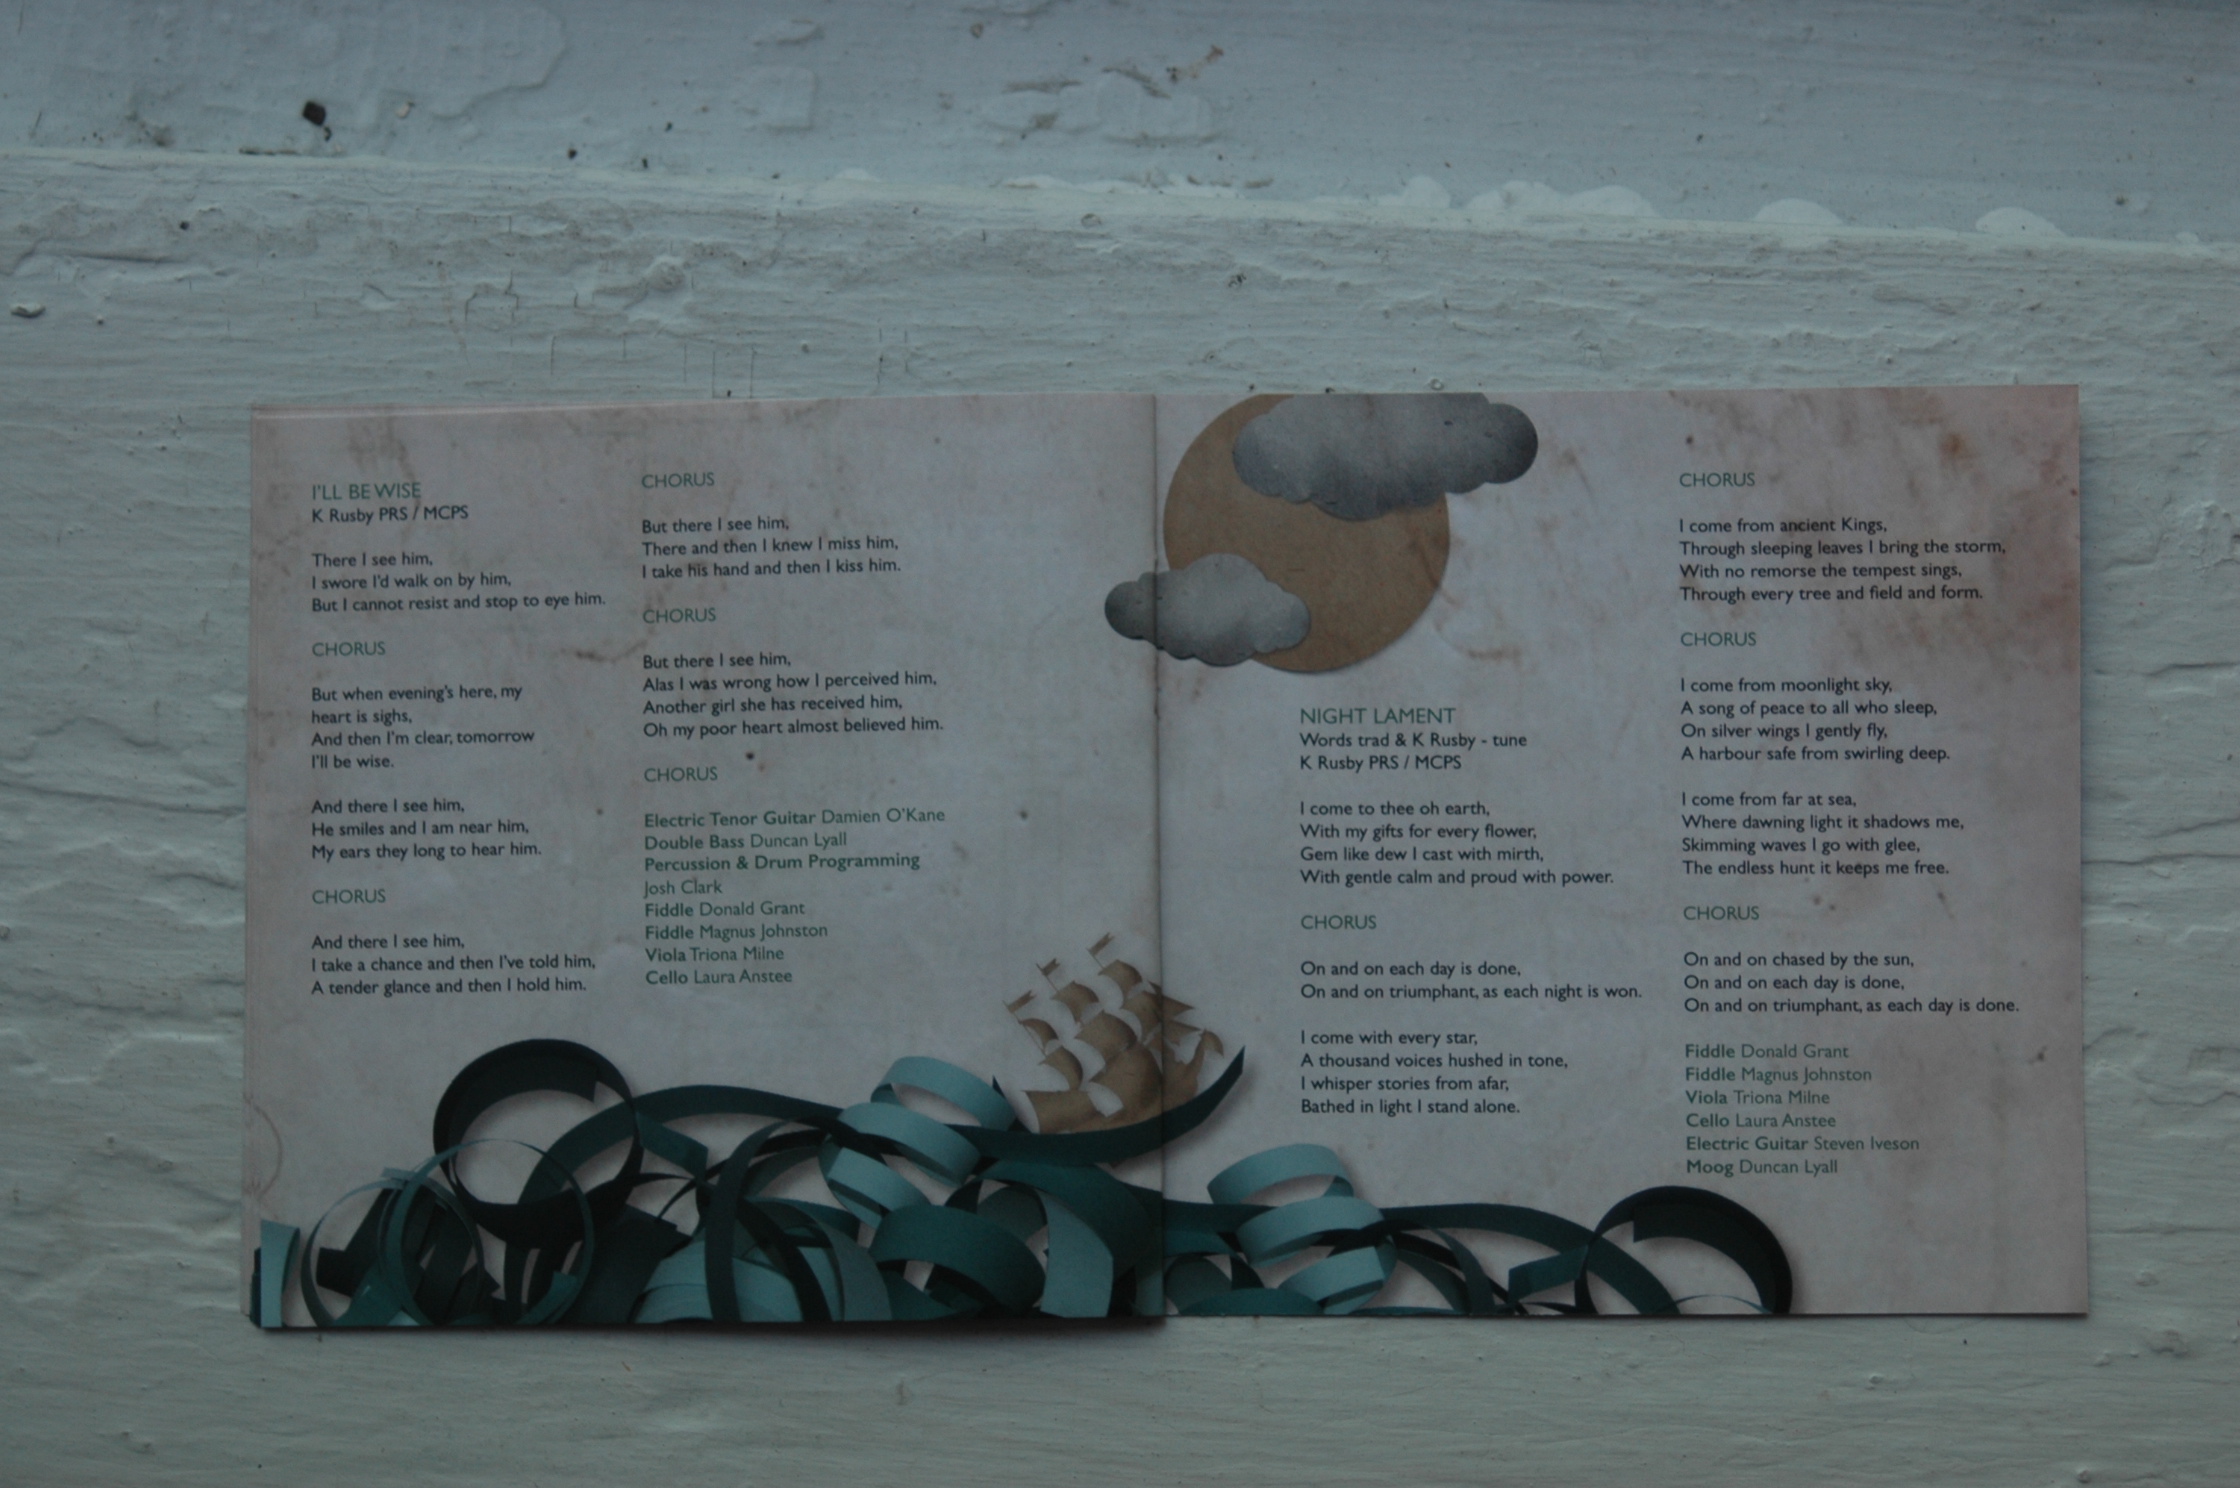 I'LL BE WISE
K Rusby PRS / MCPS
There I see him,
I swore I'd walk on by him,
But I cannot resist and stop to eye him.
CHORUS
But when evening's here, my
heart is sighs,
And then I'm clear, tomorrow
I'll be wise.
And there I see him,
He smiles and I am near him,
My ears they long to hear him.
CHORUS
And there I see him,
I take a chance and then I've told him,
A tender glance and then I hold him.
CHORUS
But there I see him,
There and then I knew I miss him,
I take his hand and then I kiss him.
CHORUS
But there I see him,
Alas I was wrong how I perceived him,
Another girl she has received him,
Oh my poor heart almost believed him.
CHORUS
Electric Tenor Guitar Damien O'Kane
Double Bass Duncan Lyall
Percussion & Drum Programming
Josh Clark
Fiddle Donald Grant
Fiddle Magnus Johnston
Viola Triona Milne
Cello Laura Anstee
NIGHT LAMENT
Words trad & K Rusby - tune
K Rusby PRS / MCPS
I come to thee oh earth,
With my gifts for every flower,
Gem like dew I cast with mirth,
With gentle calm and proud with power.
CHORUS
On and on each day is done,
On and on triumphant, as each night is won.
I come with every star,
A thousand voices hushed in tone,
I whisper stories from afar,
Bathed in light I stand alone.
CHORUS
I come from ancient Kings,
Through sleeping leaves I bring the storm,
With no remorse the tempest sings,
Through every tree and field and form.
CHORUS
I come from moonlight sky,
A song of peace to all who sleep,
On silver wings I gently fly,
A harbour safe from swirling deep.
I come from far at sea,
Where dawning light it shadows me,
Skimming waves I go with glee,
The endless hunt it keeps me free.
CHORUS
On and on chased by the sun,
On and on each day is done,
On and on triumphant, as each day is done.
Fiddle Donald Grant
Fiddle Magnus Johnston
Viola Triona Milne
Cello Laura Anstee
Electric Guitar Steven Iveson
Moog Duncan Lyall